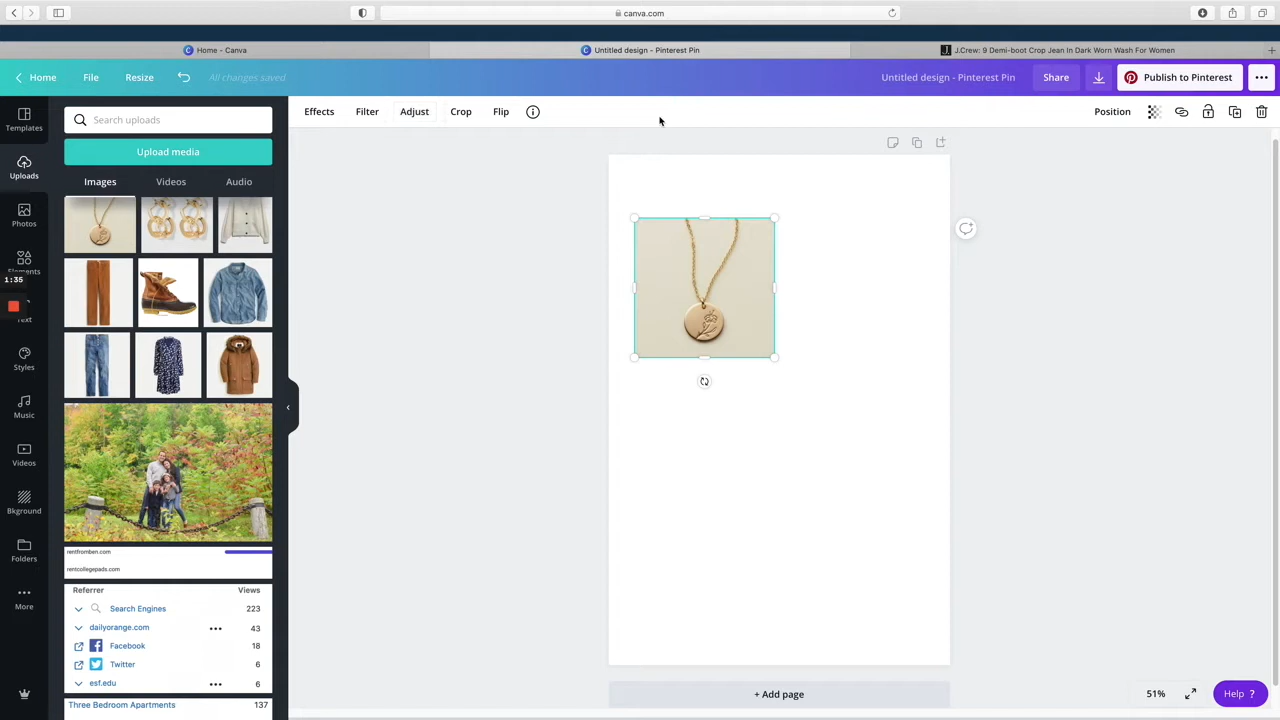 canva.com
Home - Canva
Untitled design - Pinterest Pin
J.Crew: 9 Demi-boot Crop Jean In Dark Worn Wash For Women
Home
File
Resize
All changes saved
Untitled design - Pinterest Pin
Share
Publish to Pinterest
Templates
Search uploads
Effects
Filter
Adjust
Crop
Flip
Position
Upload media
Uploads
Images
Videos
Audio
Photos
Elements
1:35
Text
Styles
Music
Videos
Bkground
Folders
More
rentfromben.com
rentcollegepads.com
Referrer Views
Search Engines 223
dailyorange.com 43
Facebook 18
Twitter 6
esf.edu 6
Three Bedroom Apartments 137
+ Add page
51%
Help ?